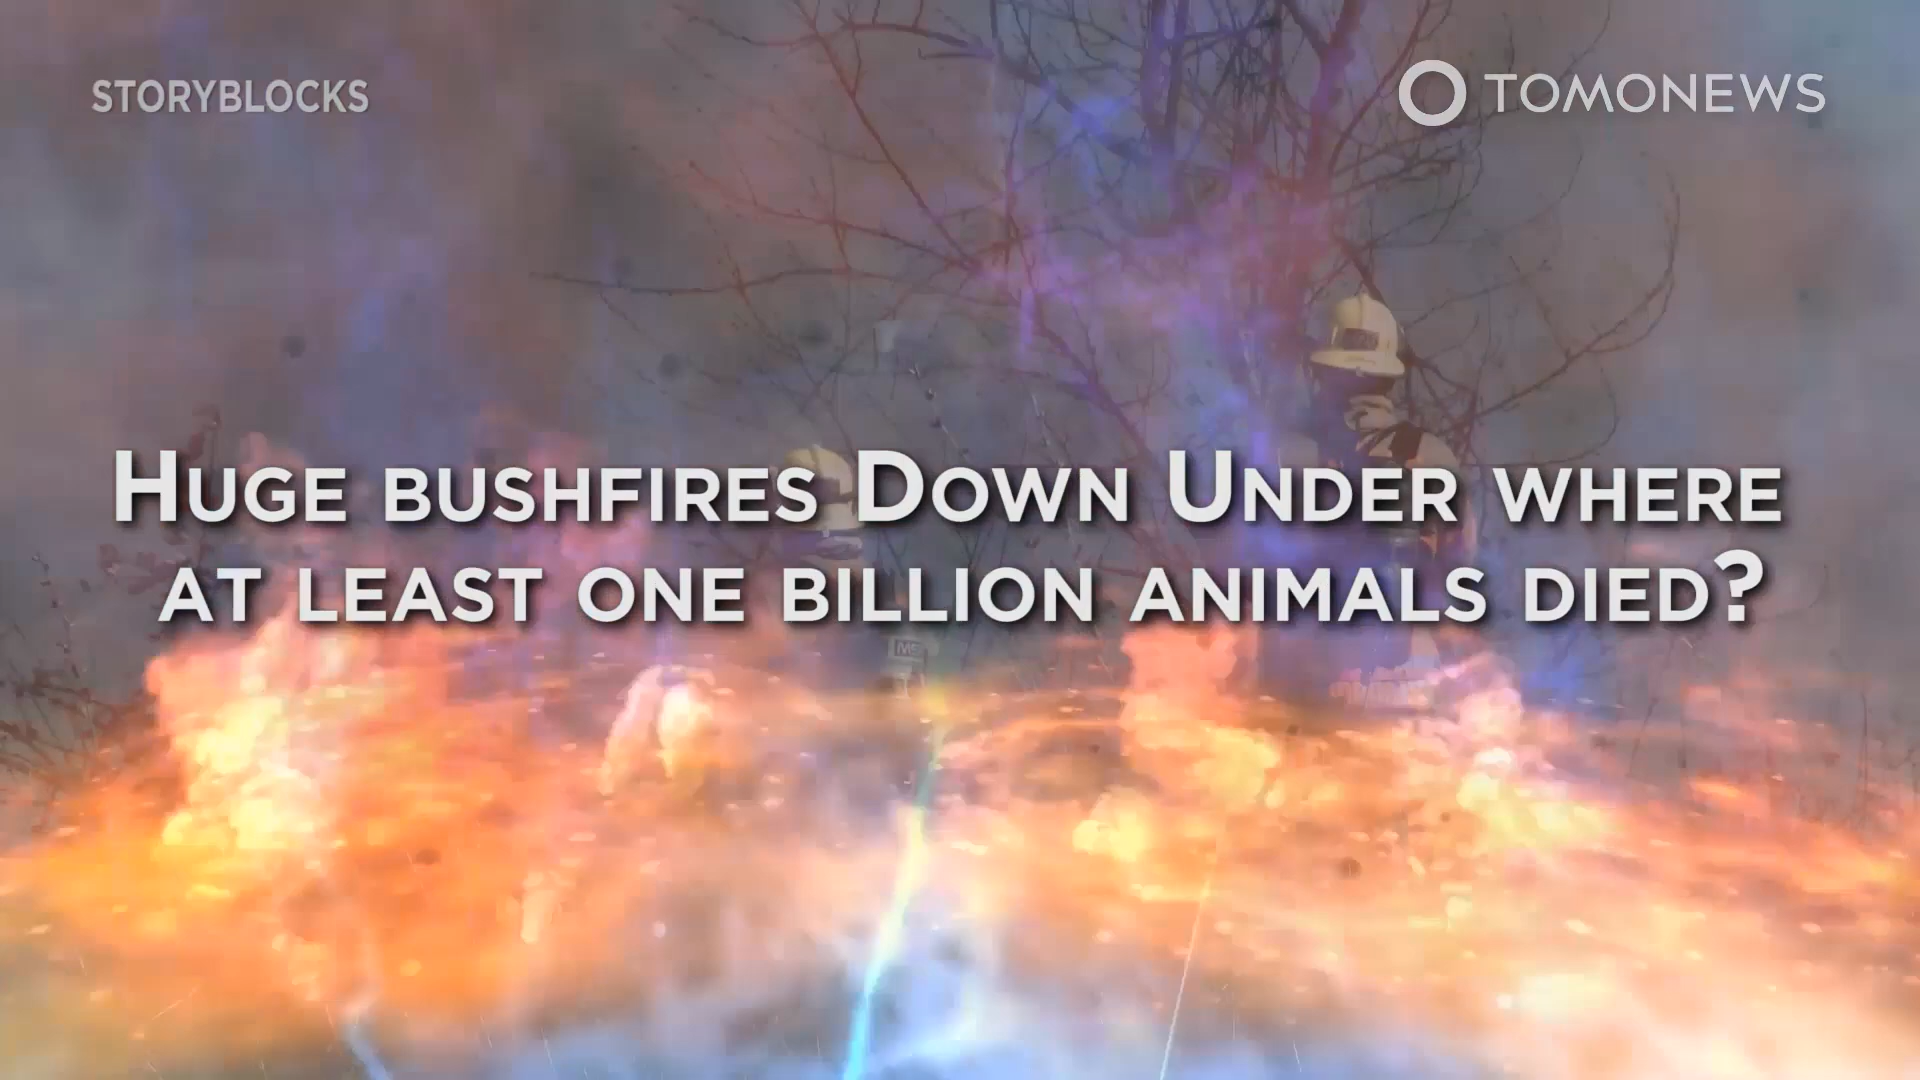 STORYBLOCKS
TOMONEWS
HUGE BUSHFIRES DOWN UNDER WHERE
AT LEAST ONE BILLION ANIMALS DIED?